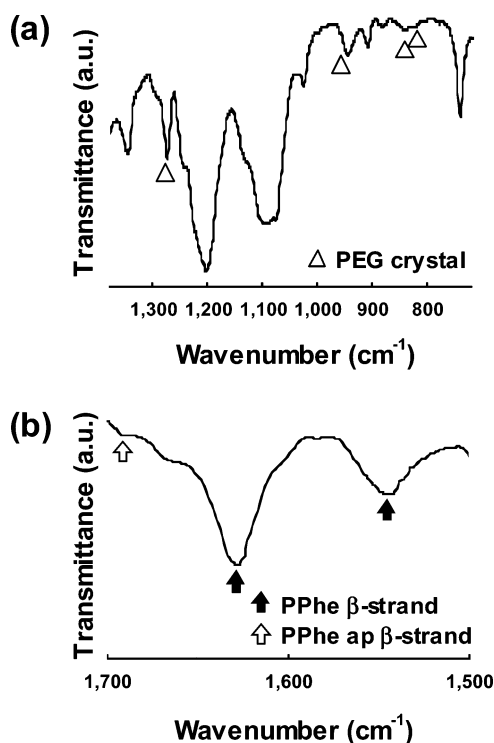 (a)
Transmittance (a.u.)
△ PEG crystal
1,300 1,200 1,100 1,000 900 800
Wavenumber (cm⁻¹)
(b)
Transmittance (a.u.)
PPhe β-strand
PPhe ap β-strand
1,700 1,600 1,500
Wavenumber (cm⁻¹)